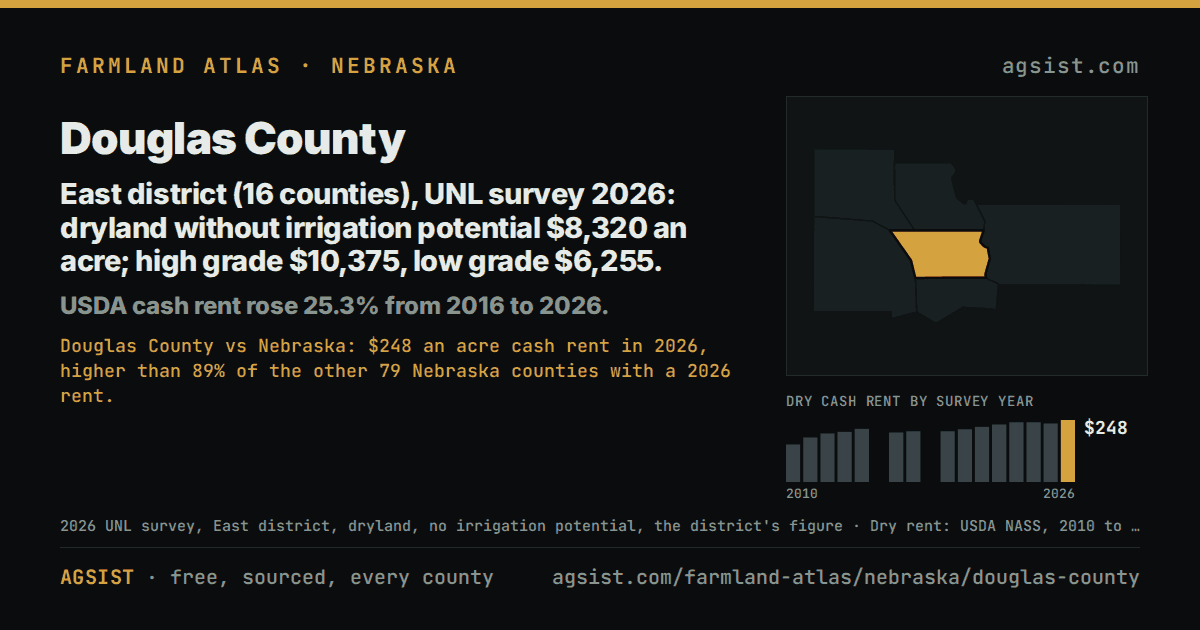 FARMLAND ATLAS · NEBRASKA
agsist.com
Douglas County
East district (16 counties), UNL survey 2026:
dryland without irrigation potential $8,320 an
acre; high grade $10,375, low grade $6,255.
USDA cash rent rose 25.3% from 2016 to 2026.
Douglas County vs Nebraska: $248 an acre cash rent in 2026,
higher than 89% of the other 79 Nebraska counties with a 2026
rent.
DRY CASH RENT BY SURVEY YEAR
$248
2010
2026
2026 UNL survey, East district, dryland, no irrigation potential, the district's figure · Dry rent: USDA NASS, 2010 to …
AGSIST · free, sourced, every county
agsist.com/farmland-atlas/nebraska/douglas-county